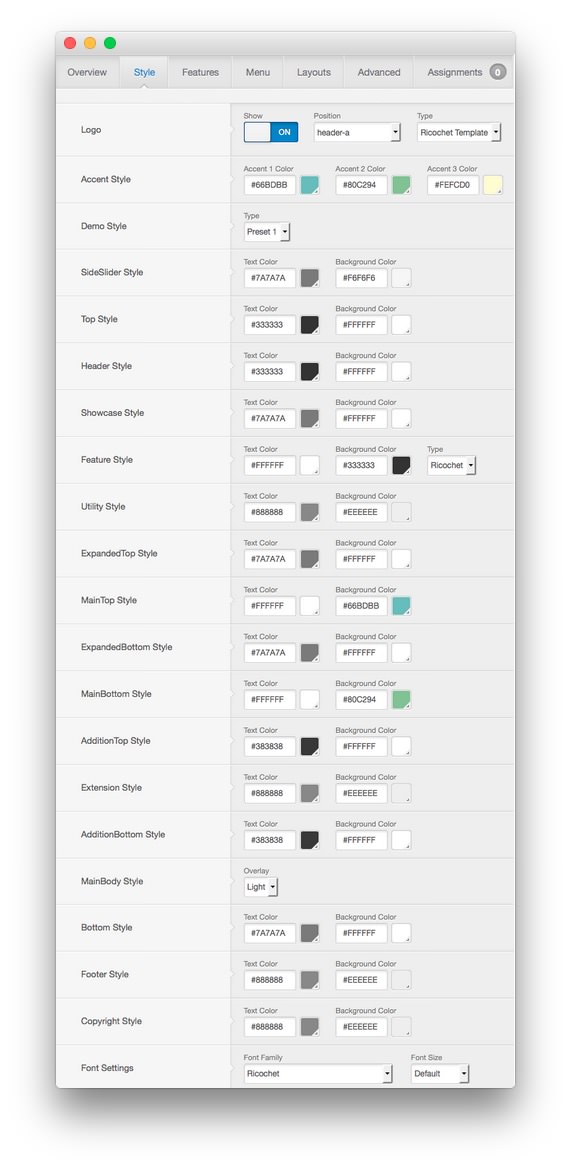 Overview Style Features Menu Layouts Advanced Assignments 0
Show Position Type
Logo ON header-a Ricochet Template
Accent 1 Color Accent 2 Color Accent 3 Color
Accent Style #66BDBB #80C294 #FEFCD0
Type
Demo Style Preset 1
Text Color Background Color
SideSlider Style #7A7A7A #F6F6F6
Text Color Background Color
Top Style #333333 #FFFFFF
Text Color Background Color
Header Style #333333 #FFFFFF
Text Color Background Color
Showcase Style #7A7A7A #FFFFFF
Text Color Background Color Type
Feature Style #FFFFFF #333333 Ricochet
Text Color Background Color
Utility Style #888888 #EEEEEE
Text Color Background Color
ExpandedTop Style #7A7A7A #FFFFFF
Text Color Background Color
MainTop Style #FFFFFF #66BDBB
Text Color Background Color
ExpandedBottom Style #7A7A7A #FFFFFF
Text Color Background Color
MainBottom Style #FFFFFF #80C294
Text Color Background Color
AdditionTop Style #383838 #FFFFFF
Text Color Background Color
Extension Style #888888 #EEEEEE
Text Color Background Color
AdditionBottom Style #383838 #FFFFFF
Overlay
MainBody Style Light
Text Color Background Color
Bottom Style #7A7A7A #FFFFFF
Text Color Background Color
Footer Style #888888 #EEEEEE
Text Color Background Color
Copyright Style #888888 #EEEEEE
Font Family Font Size
Font Settings Ricochet Default